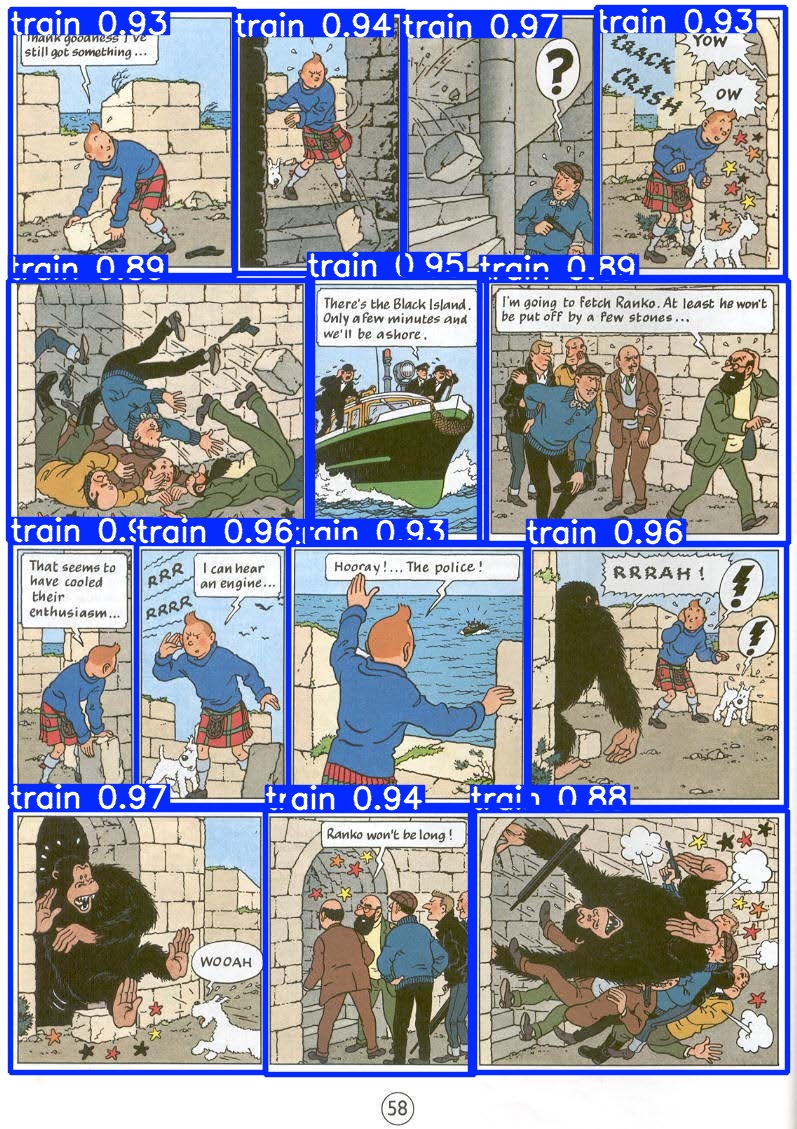 train 0.93
train 0.94
train 0.97
train 0.93
Thank goodness I've
still got something...
?
CRACK
CRASH
YOW
OW
train 0.89
train 0.95
train 0.89
There's the Black Island.
Only a few minutes and
we'll be ashore.
I'm going to fetch Ranko. At least he won't
be put off by a few stones...
train
train 0.96
0.93
train 0.96
That seems to
have cooled
their
enthusiasm...
RRR
RRRR
I can hear
an engine...
Hooray!... The police!
RRRAH!
train 0.97
train 0.94
train 0.88
WOOAH
Ranko won't be long!
58